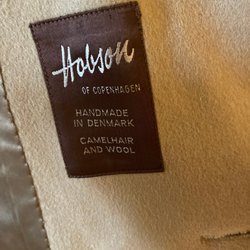 Hobson
OF COPENHAGEN
HANDMADE
IN DENMARK
CAMELHAIR
AND WOOL